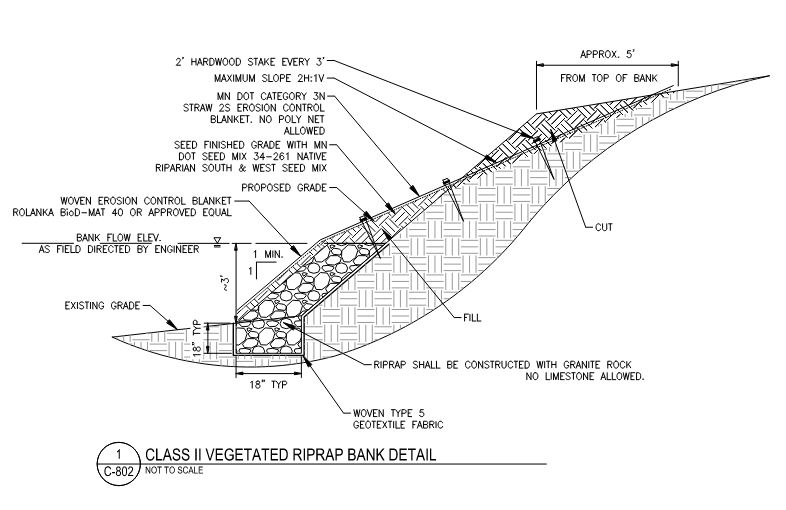 2' HARDWOOD STAKE EVERY 3'
MAXIMUM SLOPE 2H:1V
MN DOT CATEGORY 3N
STRAW 2S EROSION CONTROL
BLANKET. NO POLY NET
ALLOWED
SEED FINISHED GRADE WITH MN
DOT SEED MIX 34-261 NATIVE
RIPARIAN SOUTH & WEST SEED MIX
PROPOSED GRADE
WOVEN EROSION CONTROL BLANKET
ROLANKA BioD-MAT 40 OR APPROVED EQUAL
BANK FLOW ELEV.
AS FIELD DIRECTED BY ENGINEER
EXISTING GRADE
APPROX. 5'
FROM TOP OF BANK
CUT
1 MIN.
1
~3'
FILL
18" TYP
18" TYP
RIPRAP SHALL BE CONSTRUCTED WITH GRANITE ROCK
NO LIMESTONE ALLOWED.
WOVEN TYPE 5
GEOTEXTILE FABRIC
1
C-802
CLASS II VEGETATED RIPRAP BANK DETAIL
NOT TO SCALE